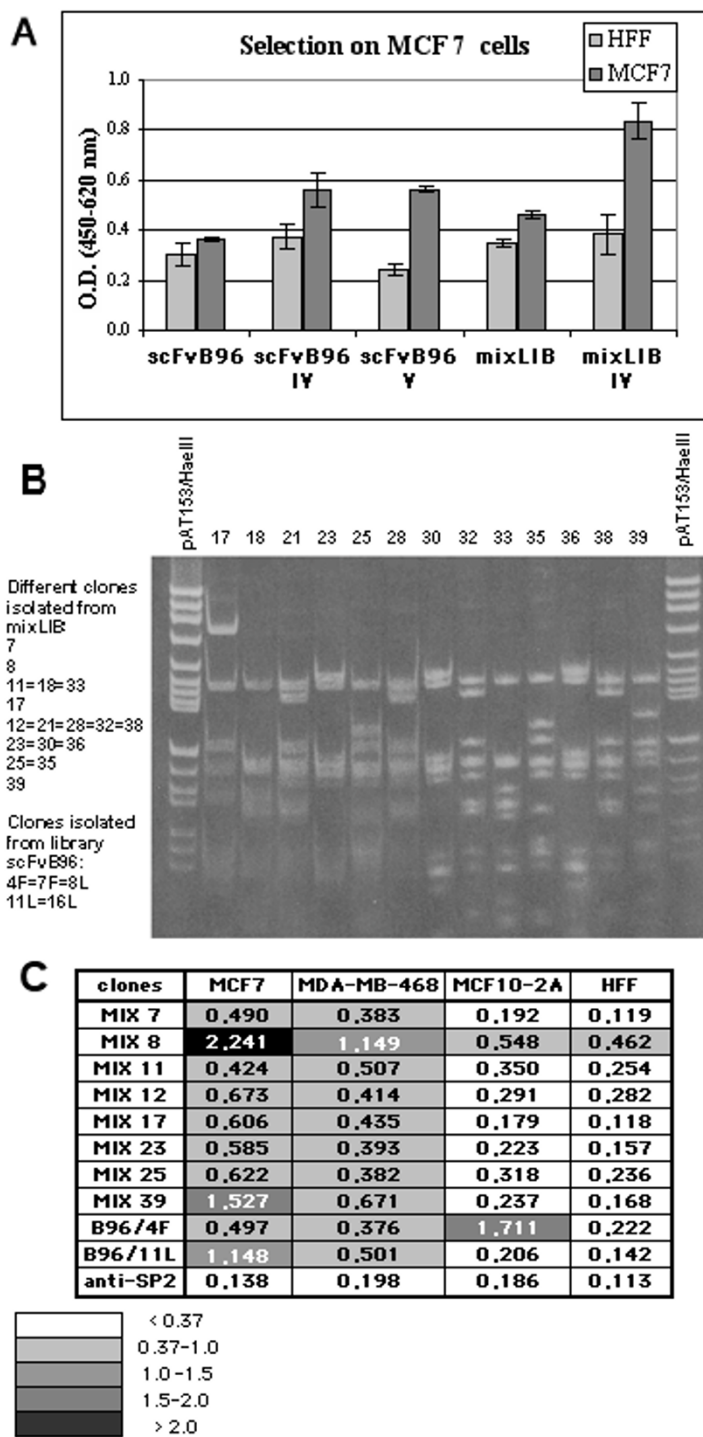 A
Selection on MCF 7 cells
HFF
MCF7
O.D. (450-620 nm)
1.0
0.8
0.6
0.4
0.2
0.0
scFvB96
scFvB96 IV
scFvB96 V
mixLIB
mixLIB IV
B
pAT153/HaeIII
17 18 21 23 25 28 30 32 33 35 36 38 39
pAT153/HaeIII
Different clones
isolated from
mixLIB:
7
8
11=18=33
17
12=21=28=32=38
23=30=36
25=35
39
Clones isolated
from library
scFvB96:
4F=7F=8L
11L=16L
C
clones MCF7 MDA-MB-468 MCF10-2A HFF
MIX 7 0.490 0.383 0.192 0.119
MIX 8 2.241 1.149 0.548 0.462
MIX 11 0.424 0.507 0.350 0.254
MIX 12 0.673 0.414 0.291 0.282
MIX 17 0.606 0.435 0.179 0.118
MIX 23 0.585 0.393 0.223 0.157
MIX 25 0.622 0.382 0.318 0.236
MIX 39 1.527 0.671 0.237 0.168
B96/4F 0.497 0.376 1.711 0.222
B96/11L 1.148 0.501 0.206 0.142
anti-SP2 0.138 0.198 0.186 0.113
< 0.37
0.37-1.0
1.0-1.5
1.5-2.0
> 2.0